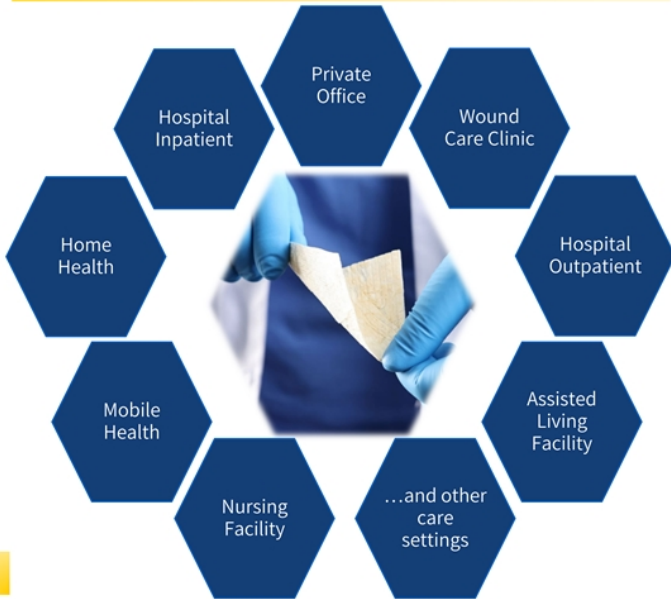 Private
Office
Wound
Care Clinic
Hospital
Outpatient
Assisted
Living
Facility
…and other
care
settings
Nursing
Facility
Mobile
Health
Home
Health
Hospital
Inpatient